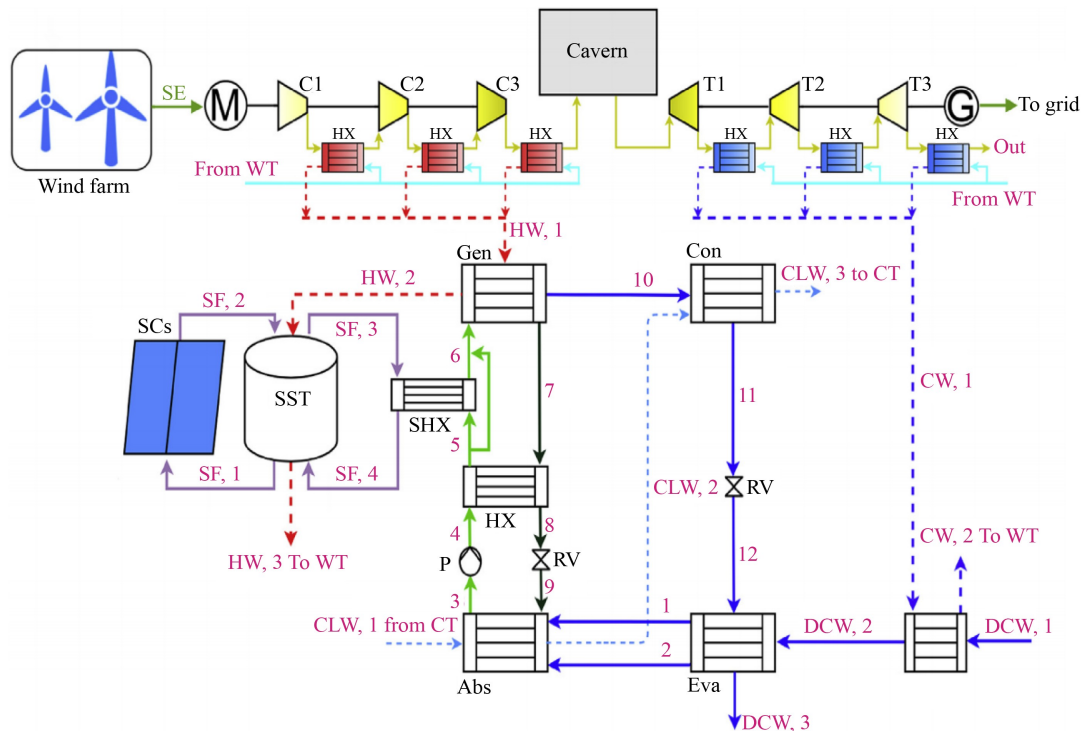 Cavern
C1
C2
C3
T1
T2
T3
SE
M
G
To grid
HX
HX
HX
HX
HX
HX
Out
Wind farm
From WT
From WT
HW, 1
Gen
Con
CLW, 3 to CT
HW, 2
10
SF, 2
SF, 3
SCs
6
7
CW, 1
SST
SHX
11
5
SF, 1
SF, 4
CLW, 2
RV
HX
4
8
12
CW, 2 To WT
HW, 3 To WT
P
RV
3
9
1
CLW, 1 from CT
DCW, 2
DCW, 1
2
Abs
Eva
DCW, 3